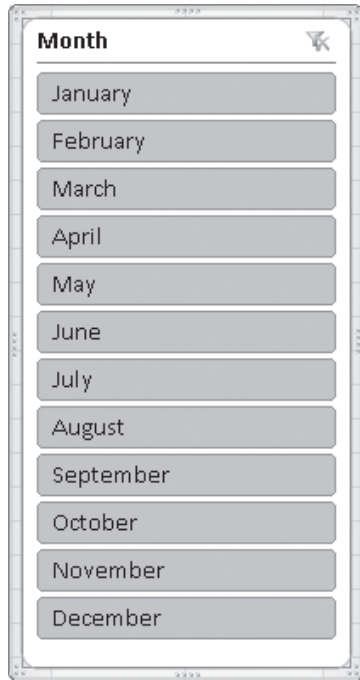 Month
January
February
March
April
May
June
July
August
September
October
November
December